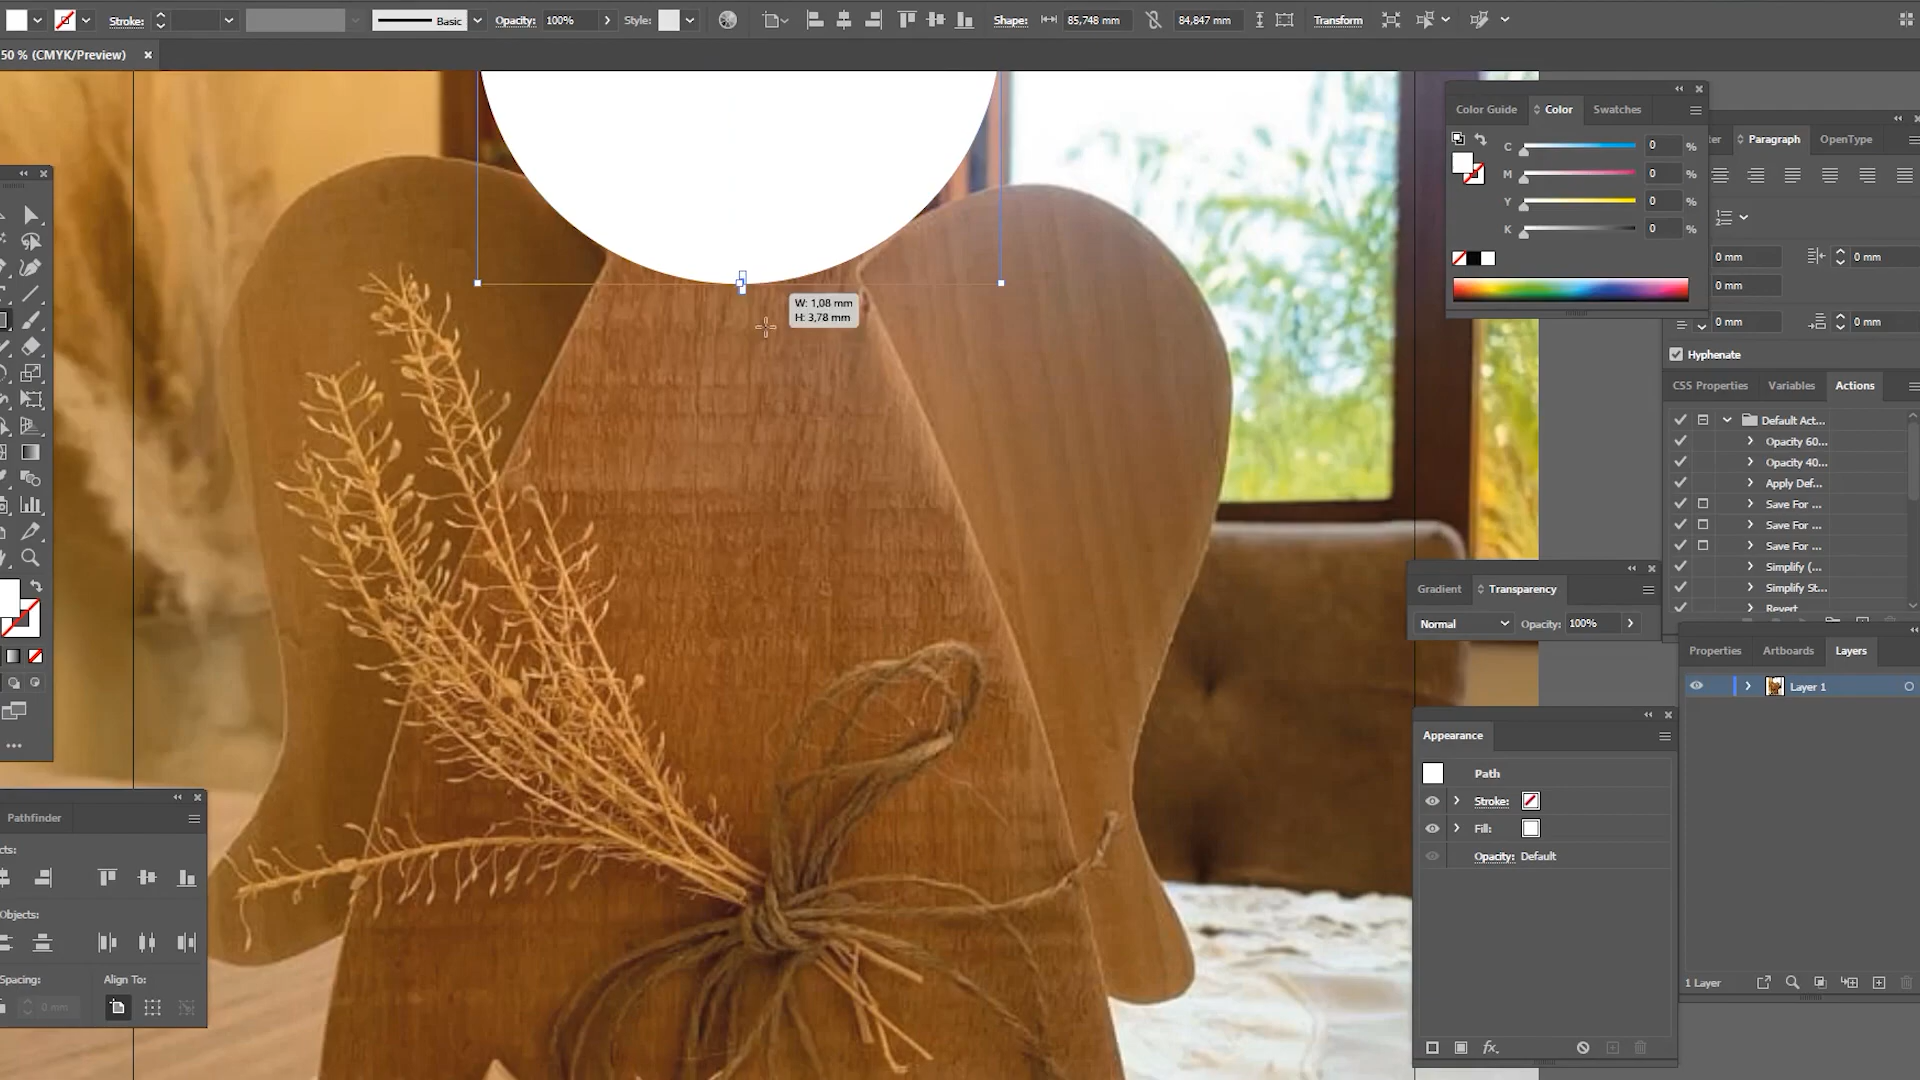 Stroke:
Basic
Opacity: 100%
Style:
Shape:
85,748 mm
84,847 mm
Transform
50 % (CMYK/Preview)
Color Guide
Color
Swatches
C 0 %
M 0 %
Y 0 %
K 0 %
ter
Paragraph
OpenType
0 mm
0 mm
0 mm
0 mm
0 mm
Hyphenate
W: 1,08 mm
H: 3,78 mm
CSS Properties
Variables
Actions
Default Act...
Opacity 60...
Opacity 40...
Apply Def...
Save For ...
Save For ...
Save For ...
Simplify (...
Simplify St...
Revert
Gradient
Transparency
Normal
Opacity: 100%
Properties
Artboards
Layers
Layer 1
Appearance
Path
Stroke:
Fill:
Opacity: Default
Pathfinder
cts:
Objects:
Spacing:
Align To:
0 mm
1 Layer